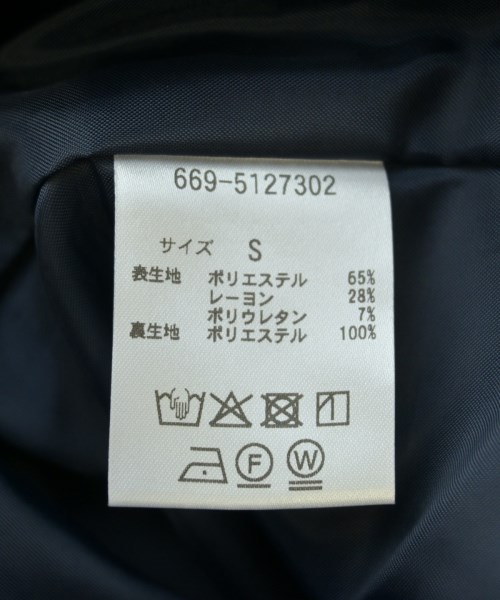 669-5127302
サイズ S
表生地 ポリエステル 65%
レーヨン 28%
ポリウレタン 7%
裏生地 ポリエステル 100%
F W